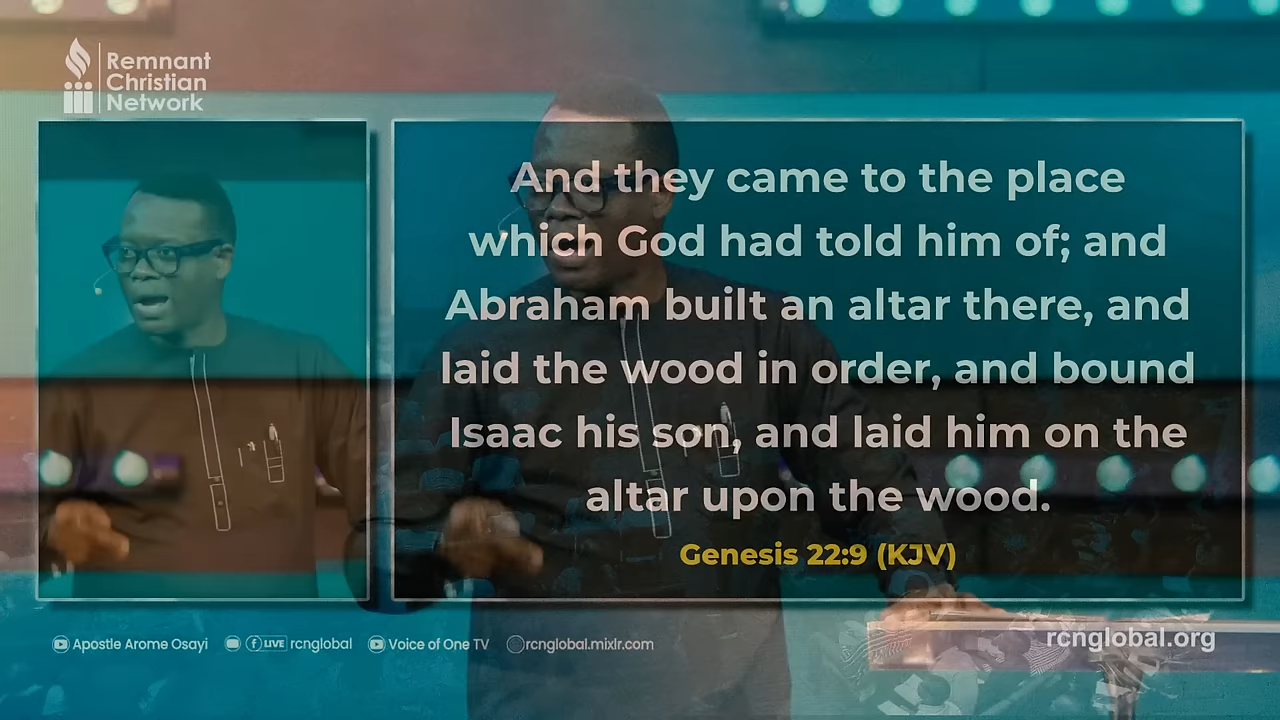 Remnant
Christian
Network
And they came to the place
which God had told him of; and
Abraham built an altar there, and
laid the wood in order, and bound
Isaac his son, and laid him on the
altar upon the wood.
Genesis 22:9 (KJV)
Apostle Arome Osayi f LIVE rcnglobal Voice of One TV rcnglobal.mixlr.com
rcnglobal.org